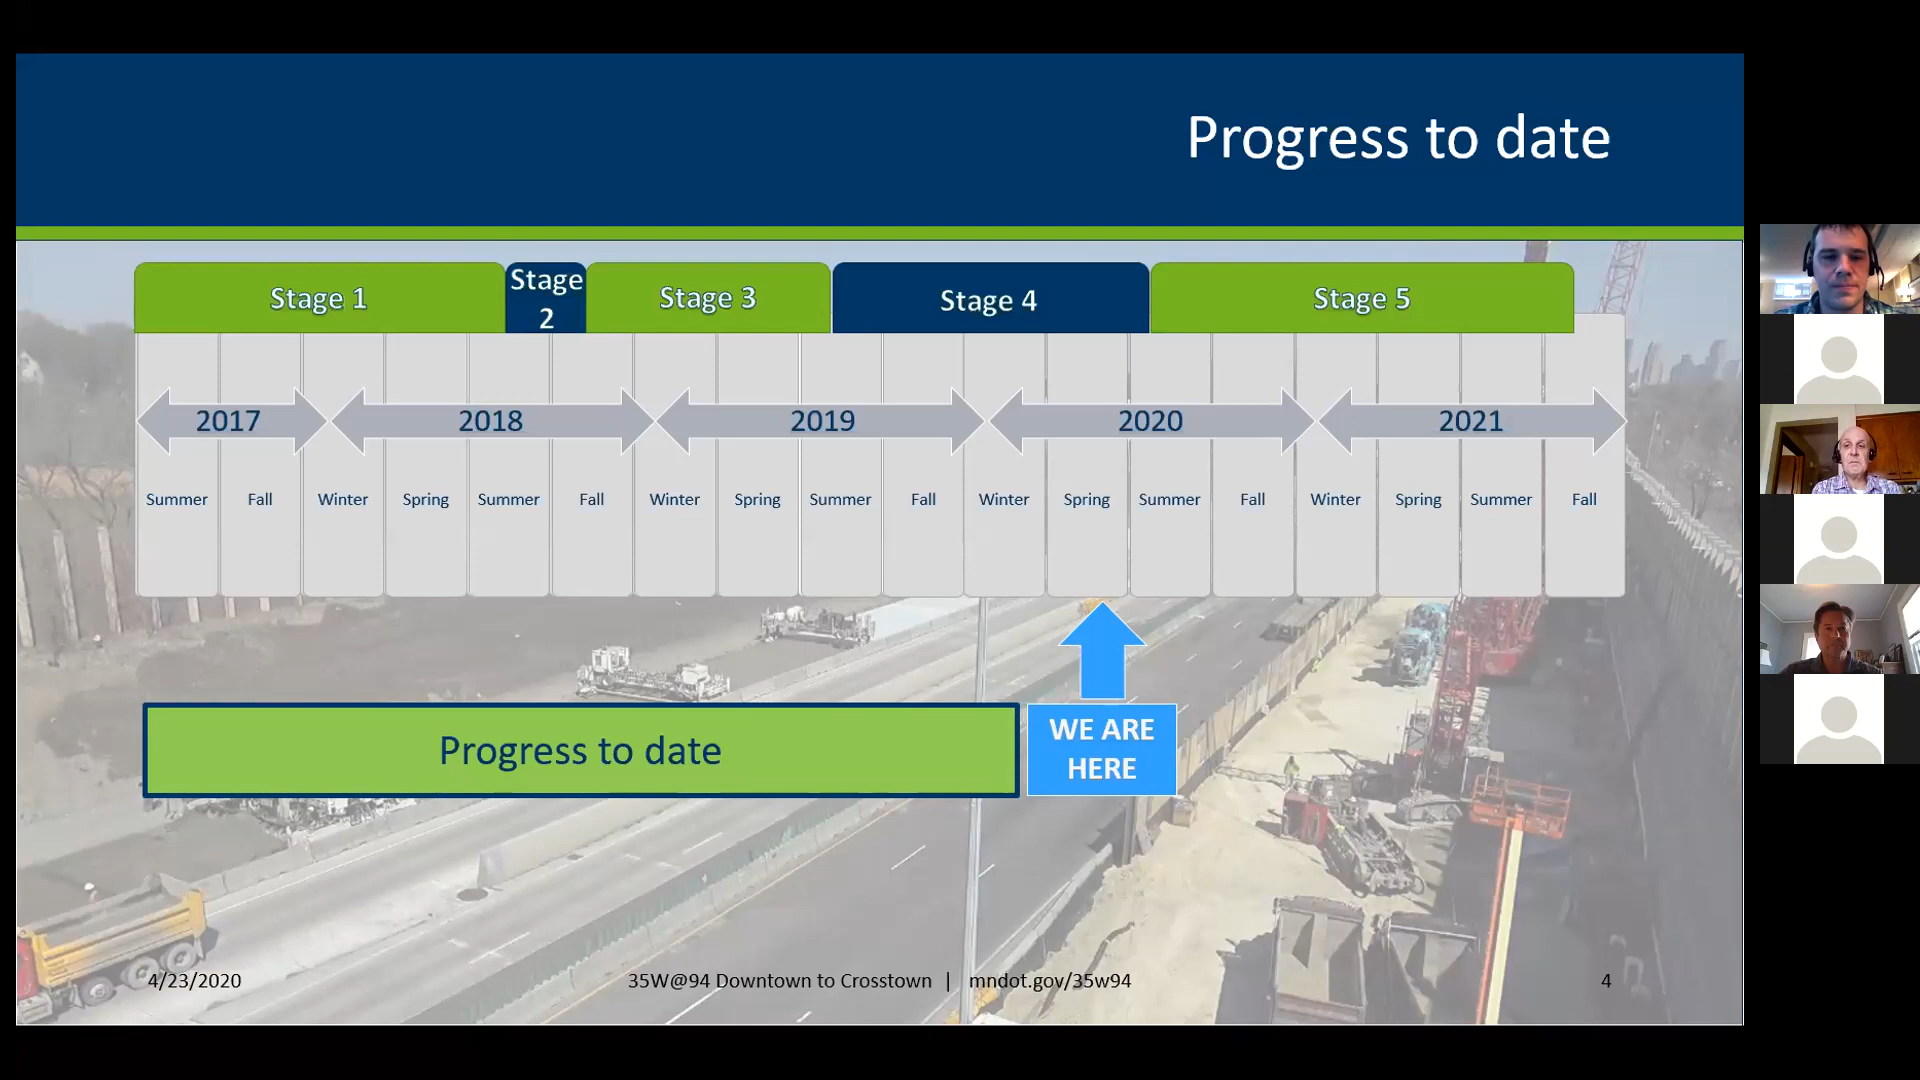 Progress to date
Stage 1
Stage
2
Stage 3
Stage 4
Stage 5
2017
2018
2019
2020
2021
Summer
Fall
Winter
Spring
Summer
Fall
Winter
Spring
Summer
Fall
Winter
Spring
Summer
Fall
Winter
Spring
Summer
Fall
Progress to date
WE ARE
HERE
4/23/2020
35W@94 Downtown to Crosstown | mndot.gov/35w94
4